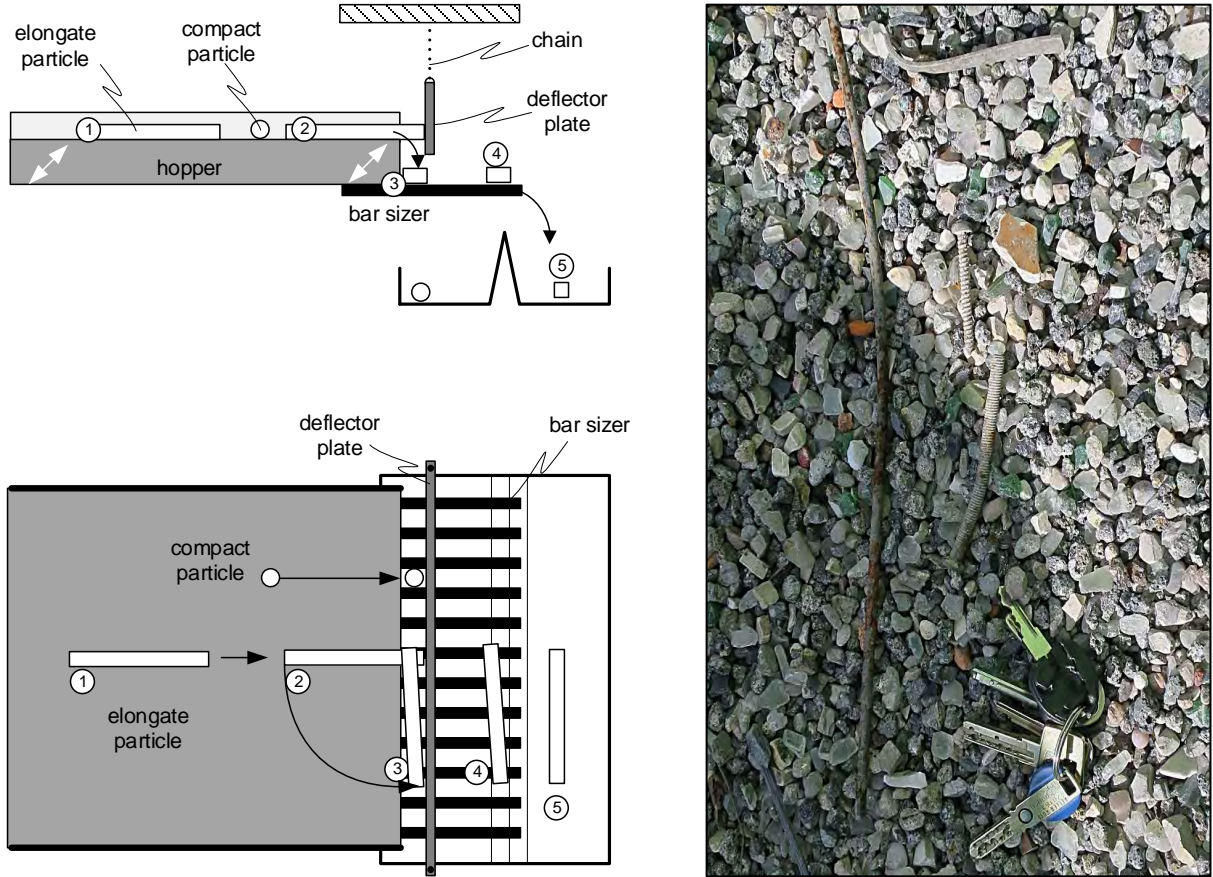 elongate
particle
compact
particle
chain
deflector
plate
1
2
hopper
4
3
bar sizer
5
deflector
plate
bar sizer
compact
particle
1
2
elongate
particle
3
4
5